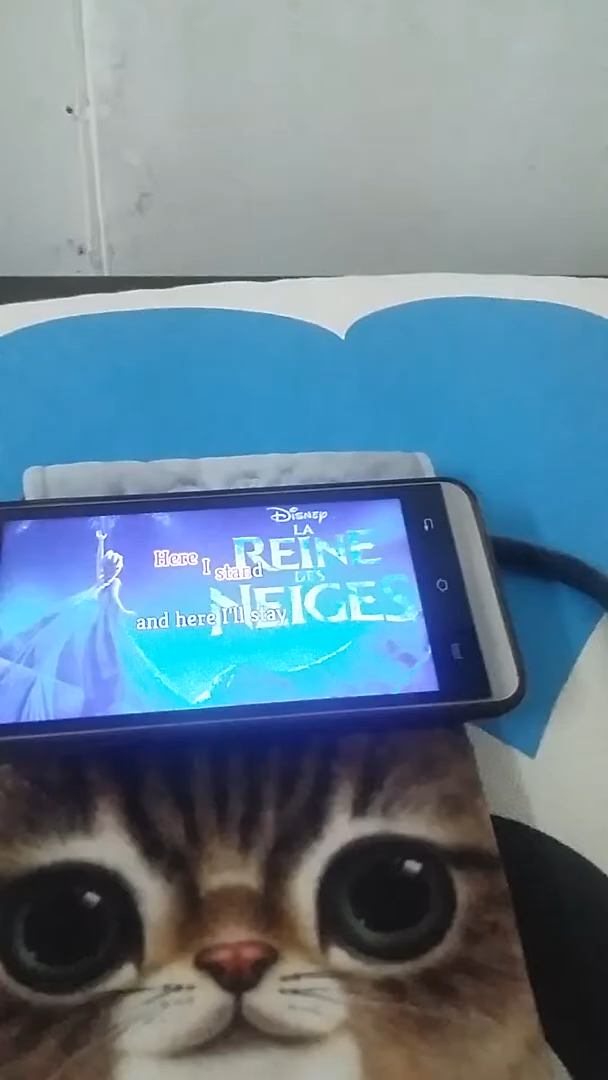 Disney
LA
REINE
DES
NEIGES
Here I stand
and here I'll stay